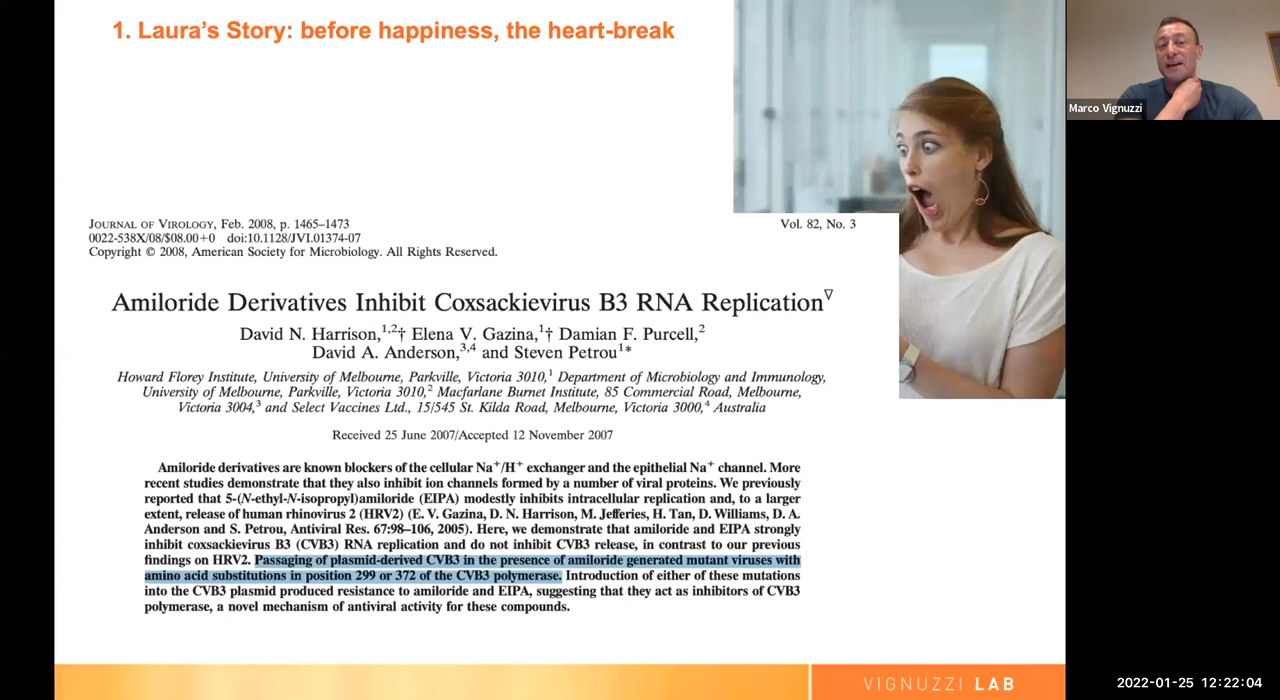 1. Laura's Story: before happiness, the heart-break
Marco Vignuzzi
JOURNAL OF VIROLOGY, Feb. 2008, p. 1465–1473
Vol. 82, No. 3
0022-538X/08/$08.00+0 doi:10.1128/JVI.01374-07
Copyright © 2008, American Society for Microbiology. All Rights Reserved.
Amiloride Derivatives Inhibit Coxsackievirus B3 RNA Replication▽
David N. Harrison,1,2† Elena V. Gazina,1† Damian F. Purcell,2
David A. Anderson,3,4 and Steven Petrou1*
Howard Florey Institute, University of Melbourne, Parkville, Victoria 3010,1 Department of Microbiology and Immunology,
University of Melbourne, Parkville, Victoria 3010,2 Macfarlane Burnet Institute, 85 Commercial Road, Melbourne,
Victoria 3004,3 and Select Vaccines Ltd., 15/545 St. Kilda Road, Melbourne, Victoria 3000,4 Australia
Received 25 June 2007/Accepted 12 November 2007
Amiloride derivatives are known blockers of the cellular Na+/H+ exchanger and the epithelial Na+ channel. More
recent studies demonstrate that they also inhibit ion channels formed by a number of viral proteins. We previously
reported that 5-(N-ethyl-N-isopropyl)amiloride (EIPA) modestly inhibits intracellular replication and, to a larger
extent, release of human rhinovirus 2 (HRV2) (E. V. Gazina, D. N. Harrison, M. Jefferies, H. Tan, D. Williams, D. A.
Anderson and S. Petrou, Antiviral Res. 67:98–106, 2005). Here, we demonstrate that amiloride and EIPA strongly
inhibit coxsackievirus B3 (CVB3) RNA replication and do not inhibit CVB3 release, in contrast to our previous
findings on HRV2. Passaging of plasmid-derived CVB3 in the presence of amiloride generated mutant viruses with
amino acid substitutions in position 299 or 372 of the CVB3 polymerase. Introduction of either of these mutations
into the CVB3 plasmid produced resistance to amiloride and EIPA, suggesting that they act as inhibitors of CVB3
polymerase, a novel mechanism of antiviral activity for these compounds.
VIGNUZZI LAB
2022-01-25 12:22:04